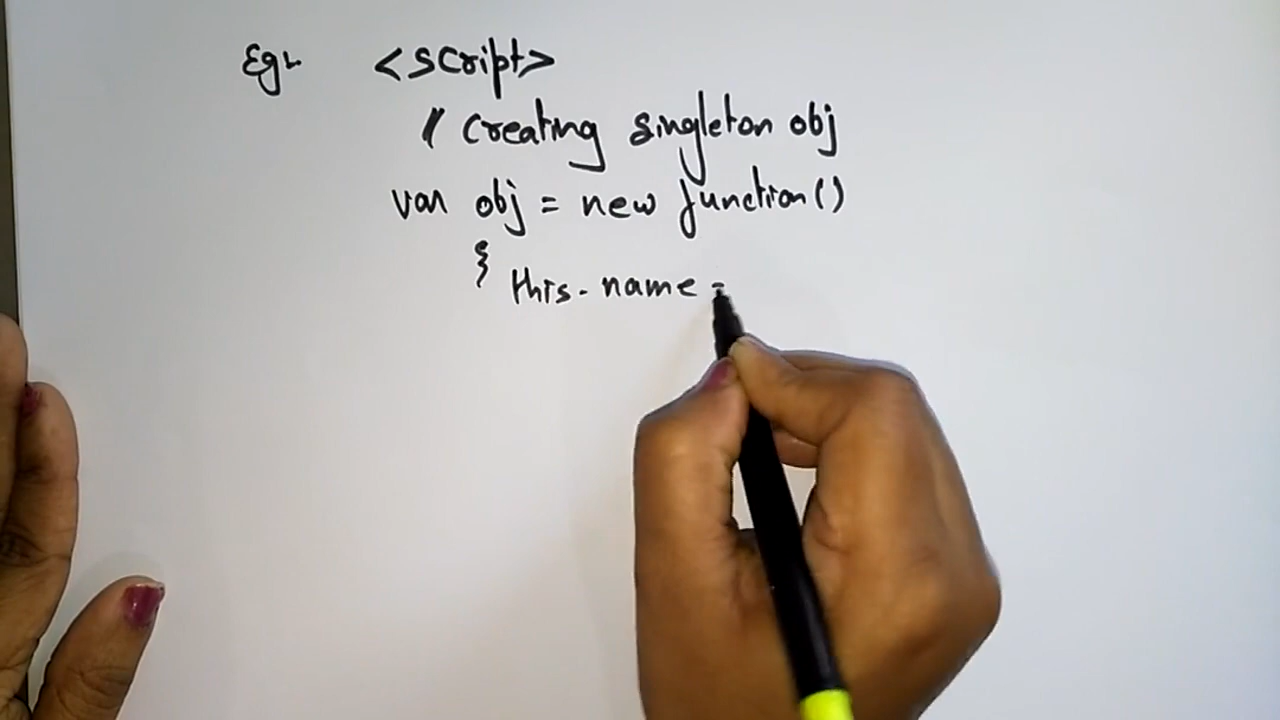 Eg:- <script>
// creating singleton obj
var obj = new function()
{
this.name =